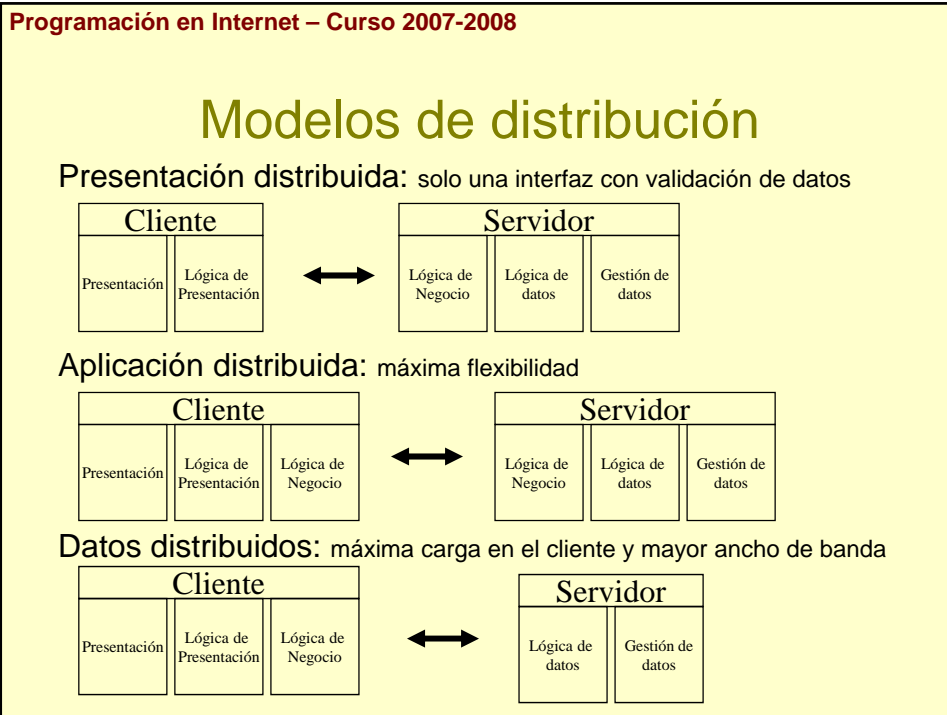 Programación en Internet – Curso 2007-2008
Modelos de distribución
Presentación distribuida: solo una interfaz con validación de datos
Cliente
Presentación
Lógica de
Presentación
Servidor
Lógica de
Negocio
Lógica de
datos
Gestión de
datos
Aplicación distribuida: máxima flexibilidad
Cliente
Presentación
Lógica de
Presentación
Lógica de
Negocio
Servidor
Lógica de
Negocio
Lógica de
datos
Gestión de
datos
Datos distribuidos: máxima carga en el cliente y mayor ancho de banda
Cliente
Presentación
Lógica de
Presentación
Lógica de
Negocio
Servidor
Lógica de
datos
Gestión de
datos